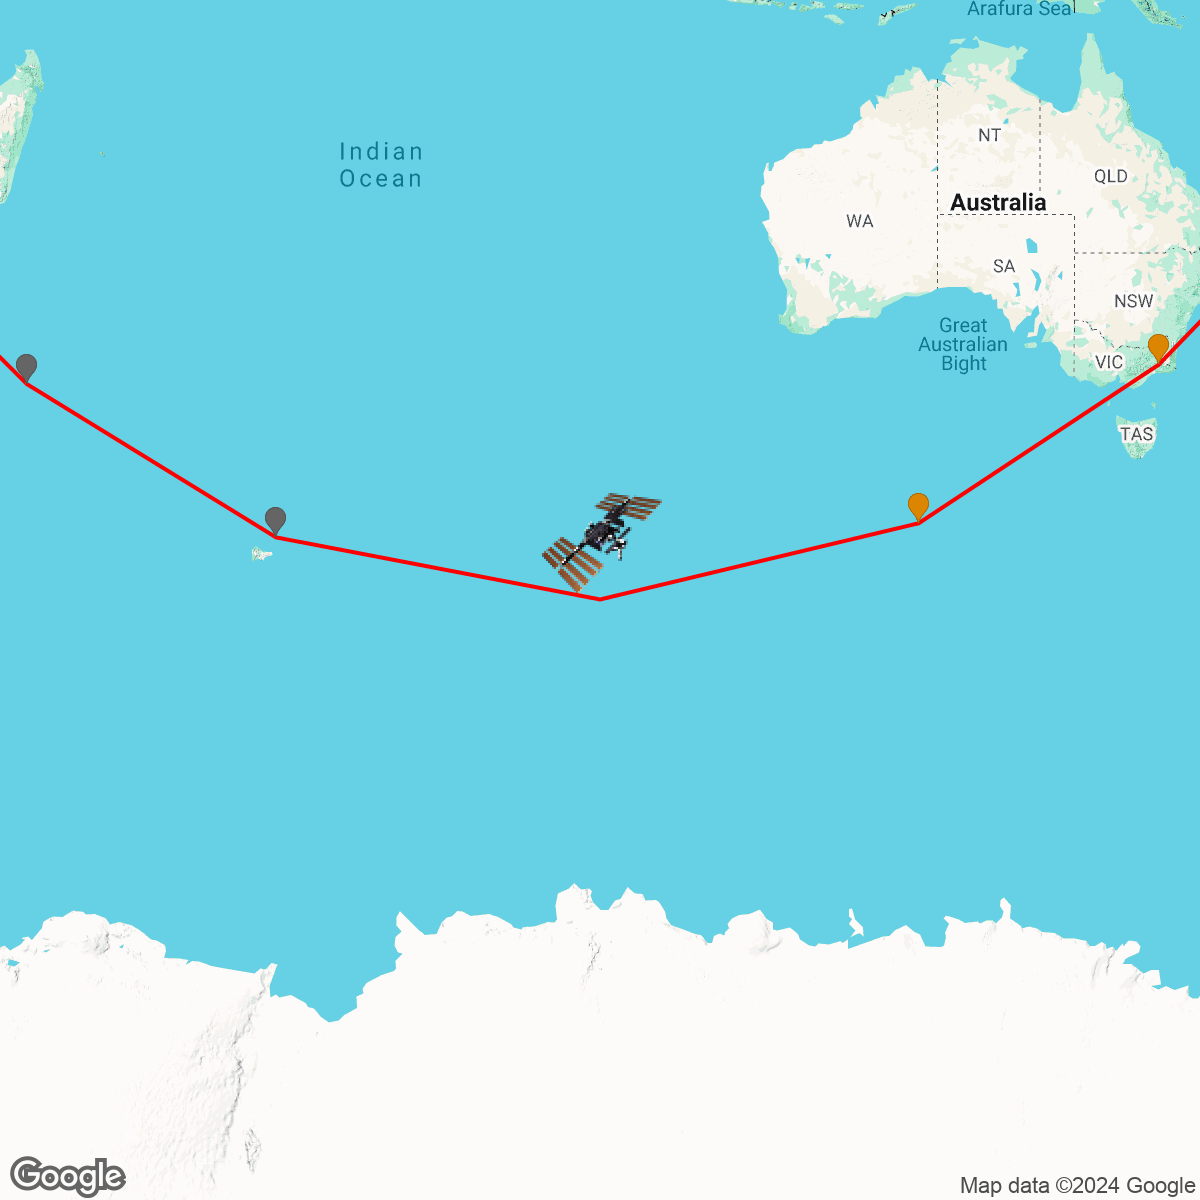 Arafura Sea
Indian
Ocean
NT
QLD
Australia
WA
SA
NSW
Great
Australian
Bight
VIC
TAS
Google
Map data ©2024 Google